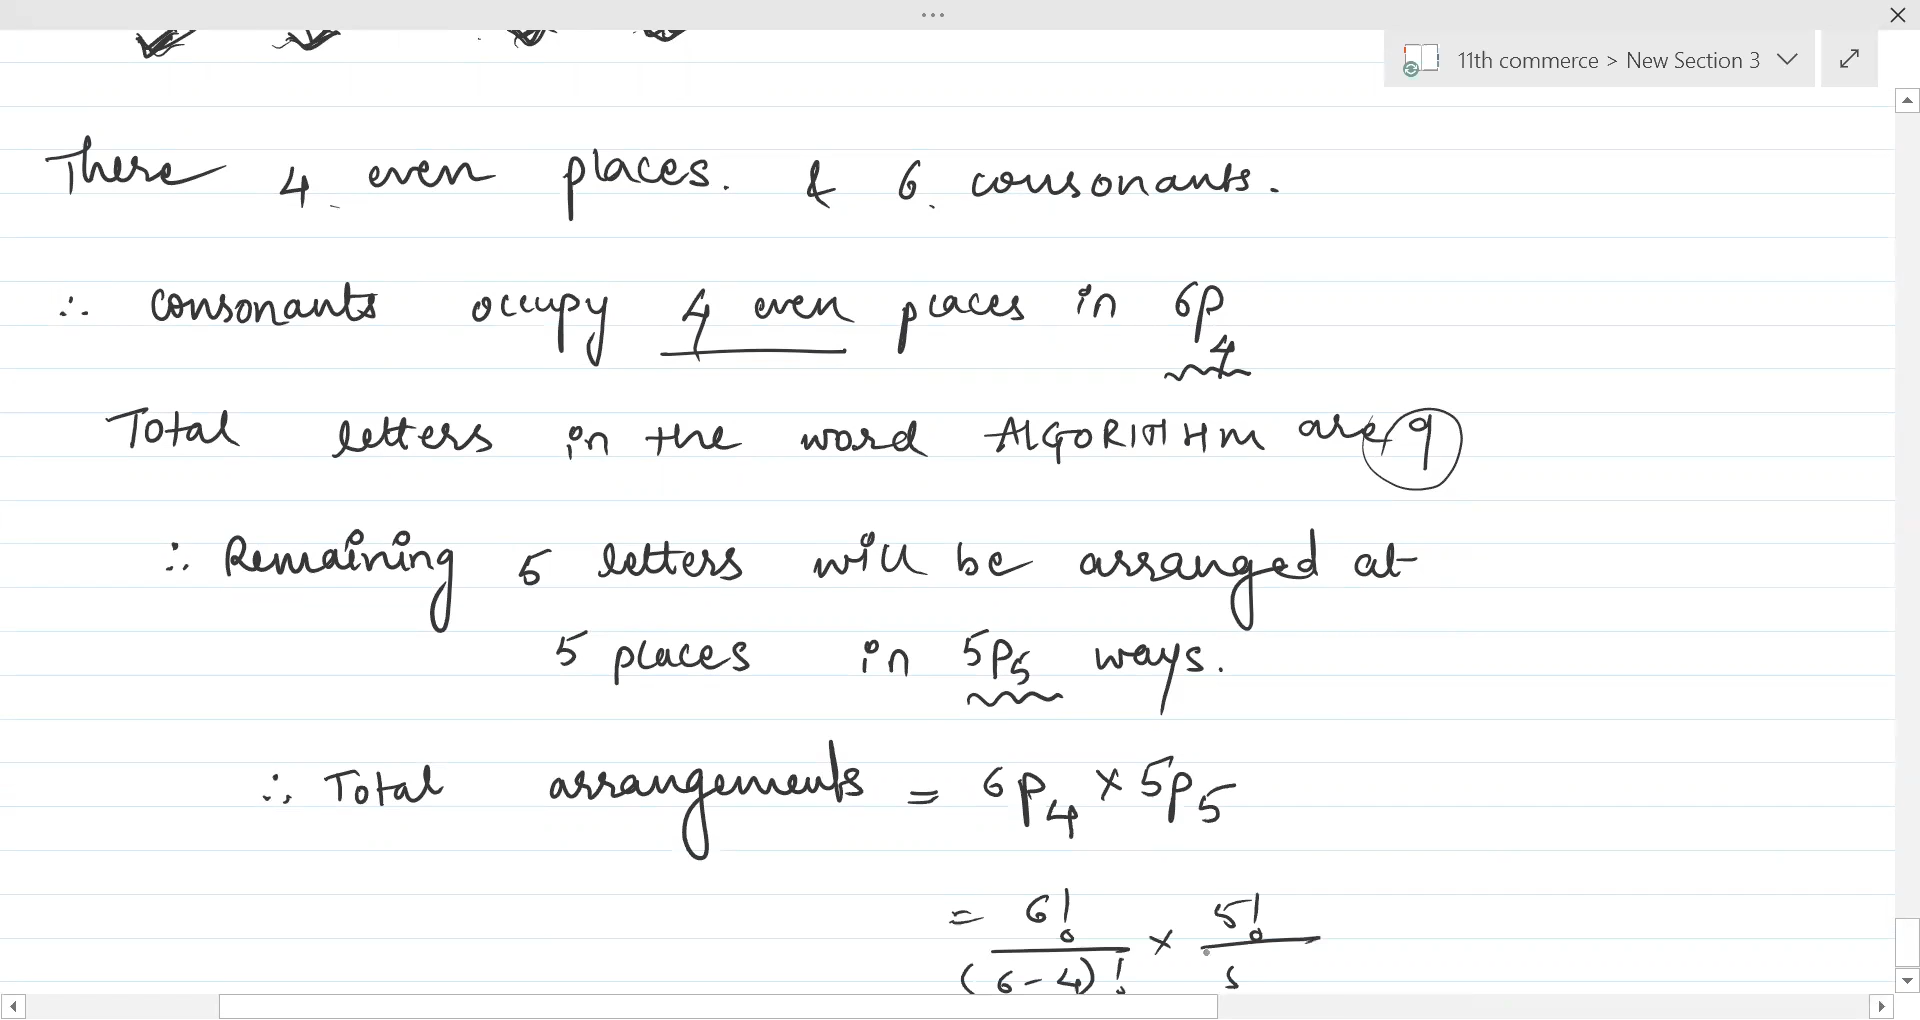 ...
11th commerce > New Section 3
There 4 even places. & 6 consonants.
∴ consonants occupy 4 even places in 6P4
Total letters in the word ALGORITHM are 9
∴ Remaining 5 letters will be arranged at
5 places in 5P5 ways.
∴ Total arrangements = 6P4 × 5P5
= 6! / (6-4)! × 5! / 5